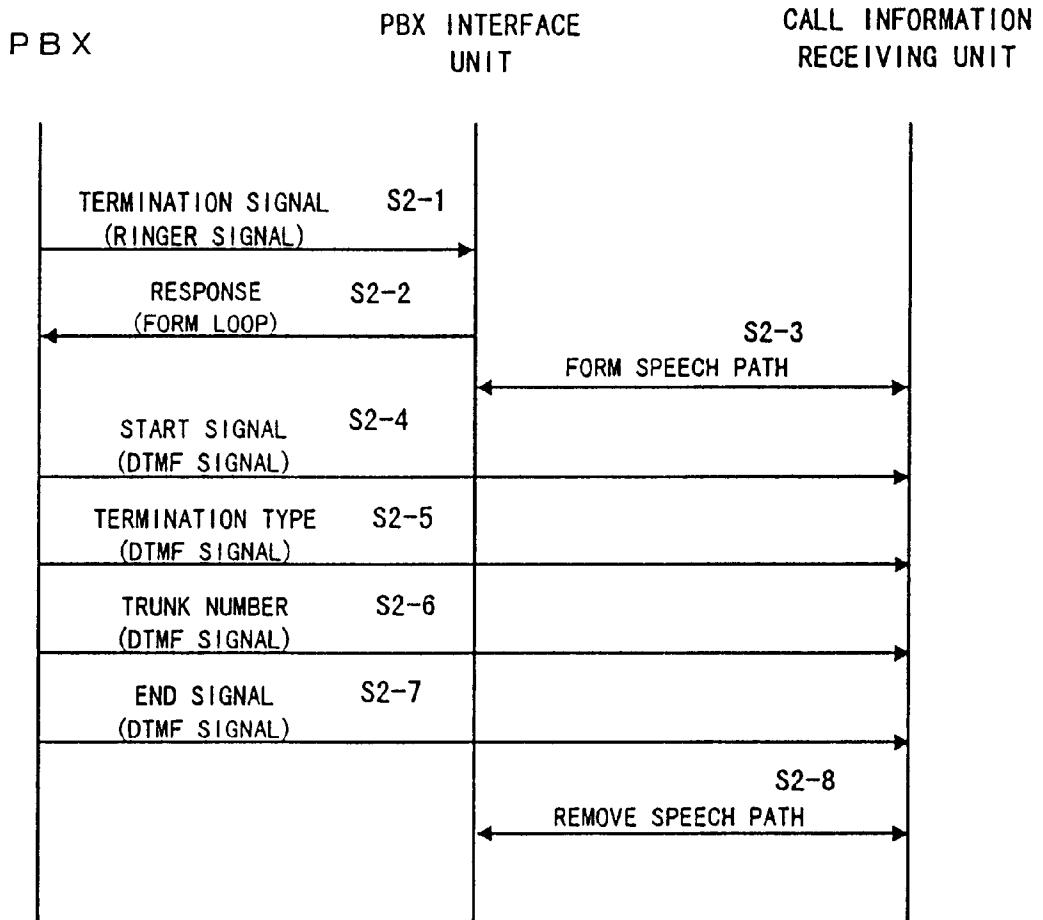 PBX
PBX INTERFACE
UNIT
CALL INFORMATION
RECEIVING UNIT
TERMINATION SIGNAL S2-1
(RINGER SIGNAL)
RESPONSE S2-2
(FORM LOOP)
S2-3
FORM SPEECH PATH
START SIGNAL S2-4
(DTMF SIGNAL)
TERMINATION TYPE S2-5
(DTMF SIGNAL)
TRUNK NUMBER S2-6
(DTMF SIGNAL)
END SIGNAL S2-7
(DTMF SIGNAL)
S2-8
REMOVE SPEECH PATH